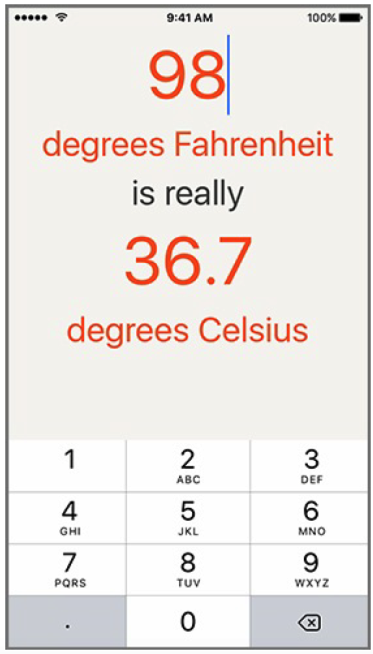 9:41 AM 100%
98
degrees Fahrenheit
is really
36.7
degrees Celsius
1 2 3
ABC DEF
4 5 6
GHI JKL MNO
7 8 9
PQRS TUV WXYZ
. 0